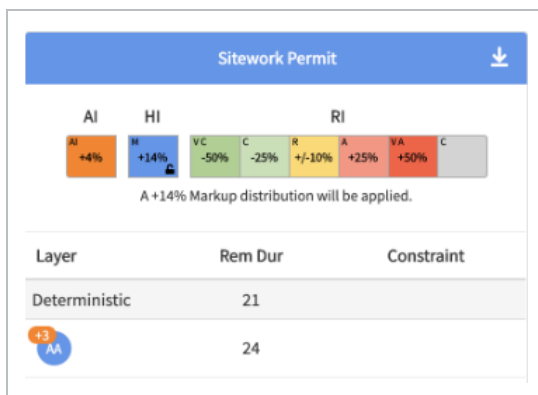 Sitework Permit
AI HI RI
AI M VC C R A VA C
+4% +14% -50% -25% +/-10% +25% +50%
A +14% Markup distribution will be applied.
Layer Rem Dur Constraint
Deterministic 21
+3
AA 24